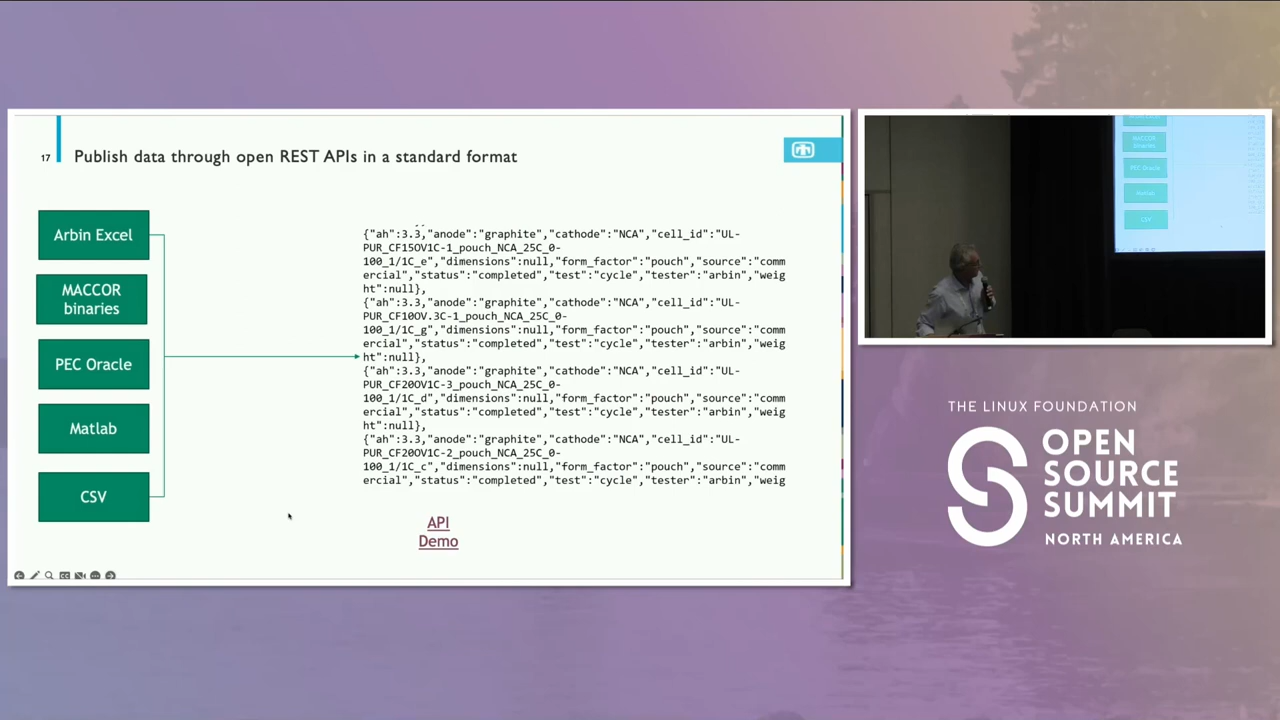 17
Publish data through open REST APIs in a standard format
Arbin Excel
MACCOR
binaries
PEC Oracle
Matlab
CSV
{"ah":3.3,"anode":"graphite","cathode":"NCA","cell_id":"UL-
PUR_CF15OV1C-1_pouch_NCA_25C_0-
100_1/1C_e","dimensions":null,"form_factor":"pouch","source":"comm
ercial","status":"completed","test":"cycle","tester":"arbin","weig
ht":null},
{"ah":3.3,"anode":"graphite","cathode":"NCA","cell_id":"UL-
PUR_CF10OV.3C-1_pouch_NCA_25C_0-
100_1/1C_g","dimensions":null,"form_factor":"pouch","source":"comm
ercial","status":"completed","test":"cycle","tester":"arbin","weig
ht":null},
{"ah":3.3,"anode":"graphite","cathode":"NCA","cell_id":"UL-
PUR_CF20OV1C-3_pouch_NCA_25C_0-
100_1/1C_d","dimensions":null,"form_factor":"pouch","source":"comm
ercial","status":"completed","test":"cycle","tester":"arbin","weig
ht":null},
{"ah":3.3,"anode":"graphite","cathode":"NCA","cell_id":"UL-
PUR_CF20OV1C-2_pouch_NCA_25C_0-
100_1/1C_c","dimensions":null,"form_factor":"pouch","source":"comm
ercial","status":"completed","test":"cycle","tester":"arbin","weig
API
Demo
MACCOR
binaries
PEC Oracle
Matlab
CSV
THE LINUX FOUNDATION
OPEN
SOURCE
SUMMIT
NORTH AMERICA